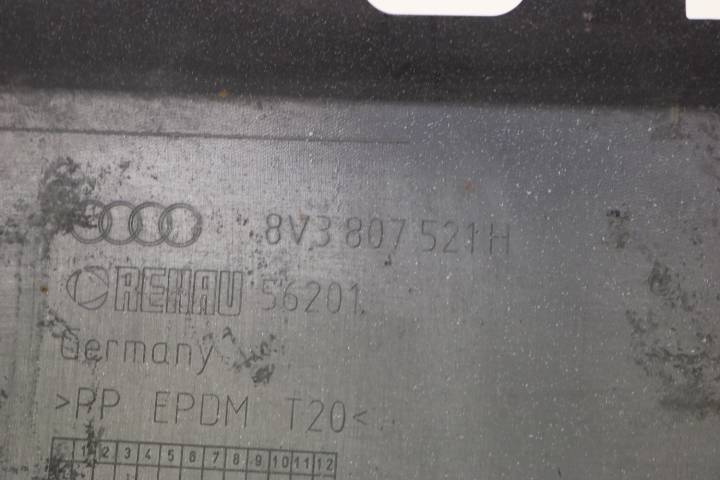 8V3 807 521 H
REHAU 56201
Germany
>PP EPDM T20<
1 2 3 4 5 6 7 8 9 10 11 12